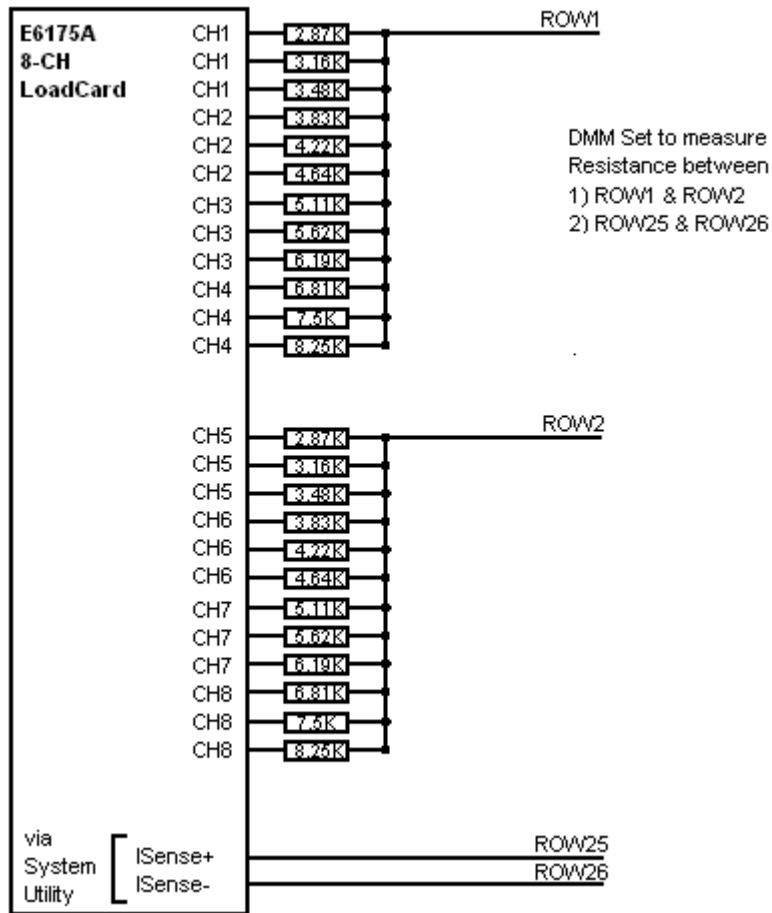 E6175A
8-CH
LoadCard
CH1 2.87K ROW1
CH1 3.16K
CH1 3.48K
CH2 3.83K
CH2 4.22K
CH2 4.64K
CH3 5.11K
CH3 5.62K
CH3 6.19K
CH4 6.81K
CH4 7.5K
CH4 8.25K
DMM Set to measure
Resistance between
1) ROW1 & ROW2
2) ROW25 & ROW26
CH5 2.87K ROW2
CH5 3.16K
CH5 3.48K
CH6 3.83K
CH6 4.22K
CH6 4.64K
CH7 5.11K
CH7 5.62K
CH7 6.19K
CH8 6.81K
CH8 7.5K
CH8 8.25K
via
System
Utility
ISense+ ROW25
ISense- ROW26